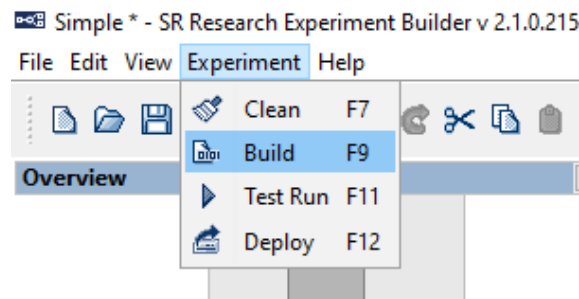 Simple * - SR Research Experiment Builder v 2.1.0.215
File Edit View Experiment Help
Clean F7
Build F9
Overview
Test Run F11
Deploy F12